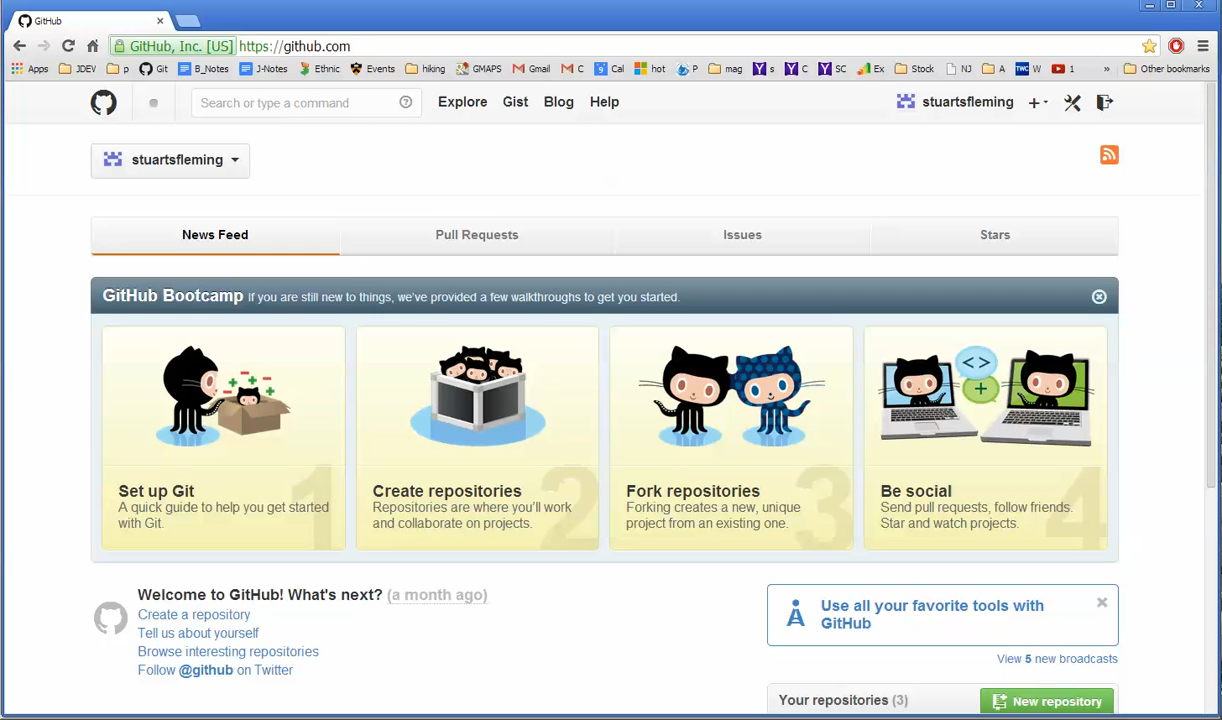 GitHub
GitHub, Inc. [US] https://github.com
Apps JDEV p Git B_Notes J-Notes Ethnic Events hiking GMAPS Gmail C Cal hot P mag s C SC Ex Stock NJ A W 1 » Other bookmarks
Search or type a command Explore Gist Blog Help stuartsfleming
stuartsfleming
News Feed Pull Requests Issues Stars
GitHub Bootcamp If you are still new to things, we've provided a few walkthroughs to get you started.
1
Set up Git
A quick guide to help you get started
with Git.
2
Create repositories
Repositories are where you'll work
and collaborate on projects.
3
Fork repositories
Forking creates a new, unique
project from an existing one.
4
Be social
Send pull requests, follow friends.
Star and watch projects.
Welcome to GitHub! What's next? (a month ago)
Create a repository
Tell us about yourself
Browse interesting repositories
Follow @github on Twitter
Use all your favorite tools with
GitHub
View 5 new broadcasts
Your repositories (3) New repository